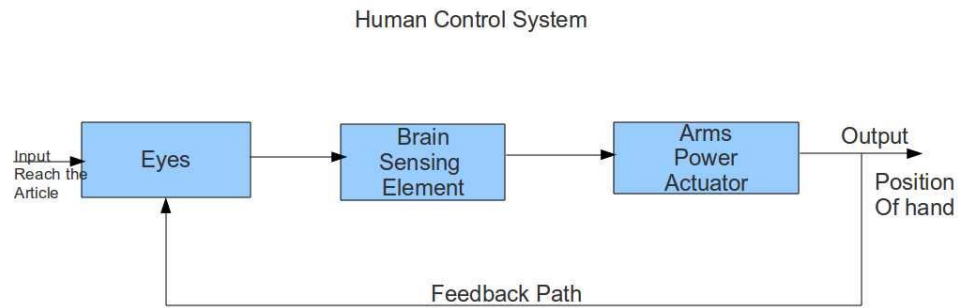 Human Control System
Input
Reach the
Article
Eyes
Brain
Sensing
Element
Arms
Power
Actuator
Output
Position
Of hand
Feedback Path